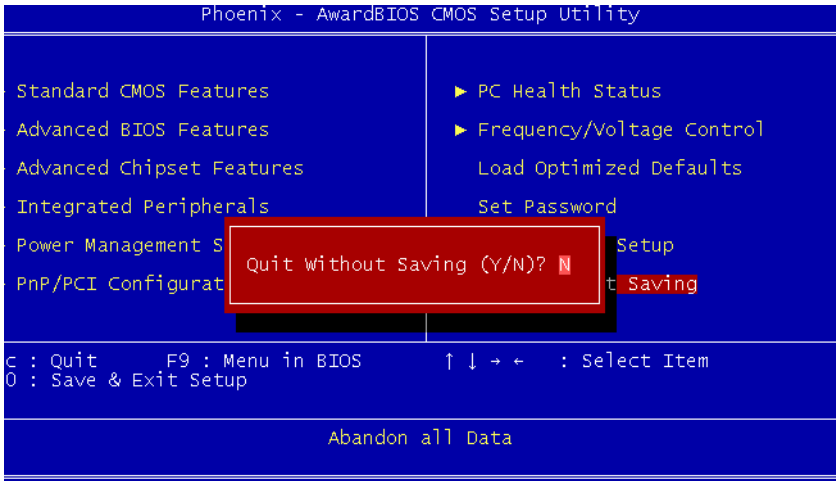 Phoenix - AwardBIOS CMOS Setup Utility
Standard CMOS Features
Advanced BIOS Features
Advanced Chipset Features
Integrated Peripherals
Power Management S
PnP/PCI Configurat
► PC Health Status
► Frequency/Voltage Control
Load Optimized Defaults
Set Password
Setup
t Saving
Quit Without Saving (Y/N)? N
c : Quit F9 : Menu in BIOS ↑ ↓ → ← : Select Item
0 : Save & Exit Setup
Abandon all Data